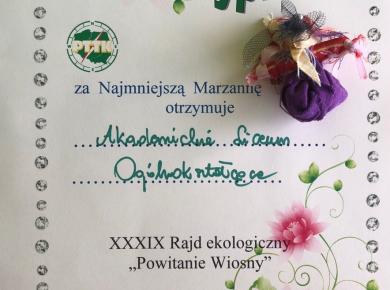 PTTK
za Najmniejszą Marzannę
otrzymuje
Akademickie Liceum
Ogólnokształcące
XXXIX Rajd ekologiczny
„Powitanie Wiosny”